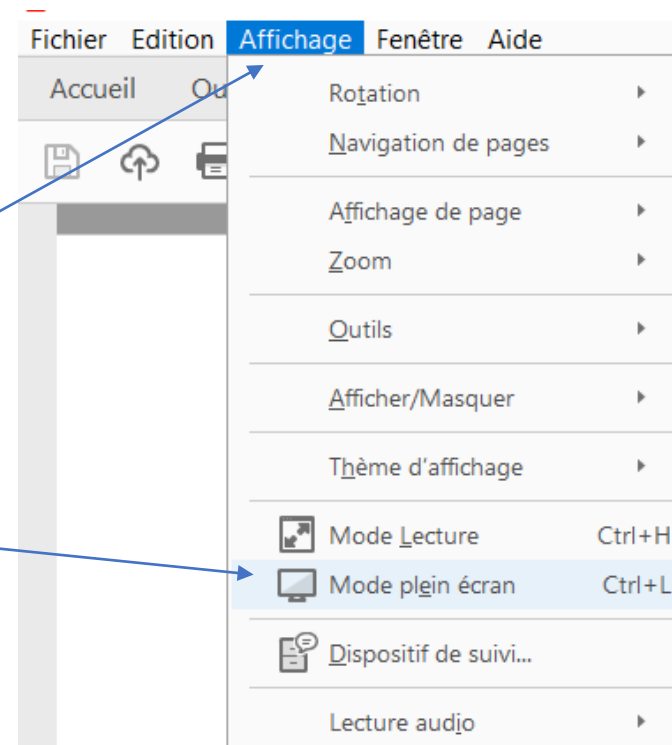 Fichier Edition Affichage Fenêtre Aide
Accueil
Rotation
Navigation de pages
Affichage de page
Zoom
Outils
Afficher/Masquer
Thème d'affichage
Mode Lecture Ctrl+H
Mode plein écran Ctrl+L
Dispositif de suivi...
Lecture audio